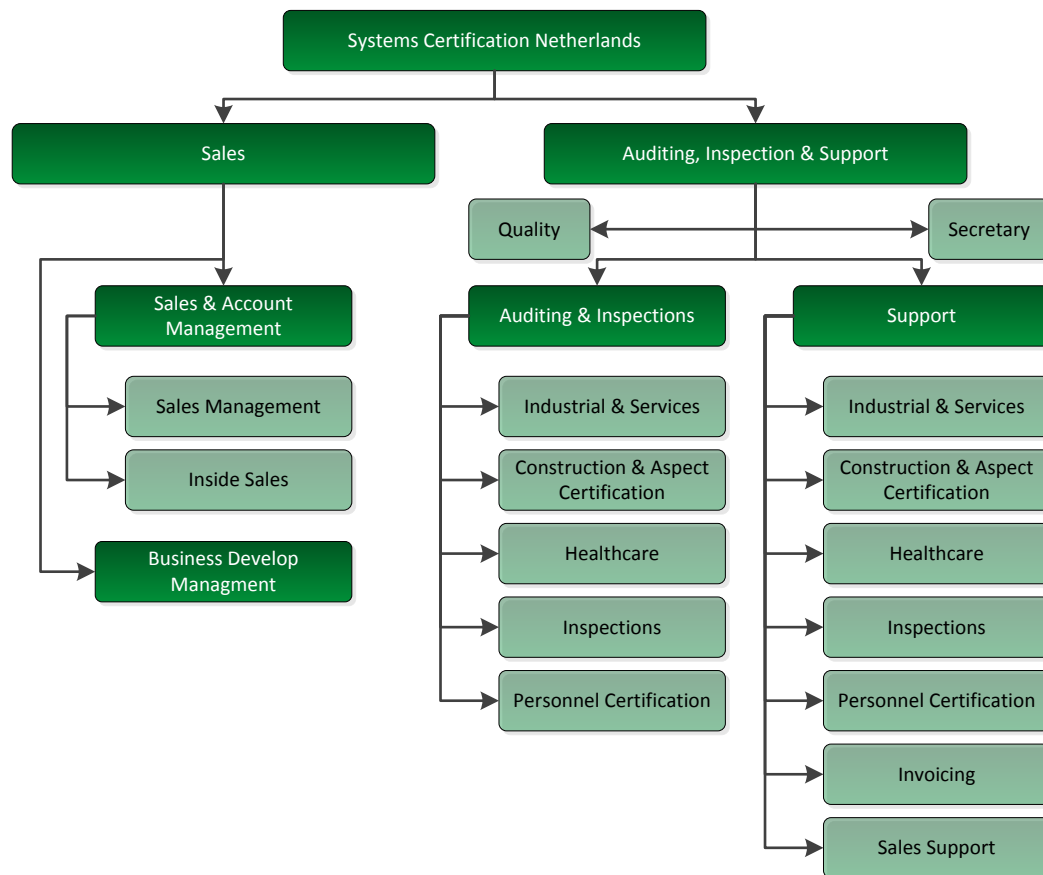 Systems Certification Netherlands
Sales
Auditing, Inspection & Support
Quality
Secretary
Sales & Account
Management
Auditing & Inspections
Support
Sales Management
Industrial & Services
Industrial & Services
Inside Sales
Construction & Aspect
Certification
Construction & Aspect
Certification
Business Develop
Managment
Healthcare
Healthcare
Inspections
Inspections
Personnel Certification
Personnel Certification
Invoicing
Sales Support